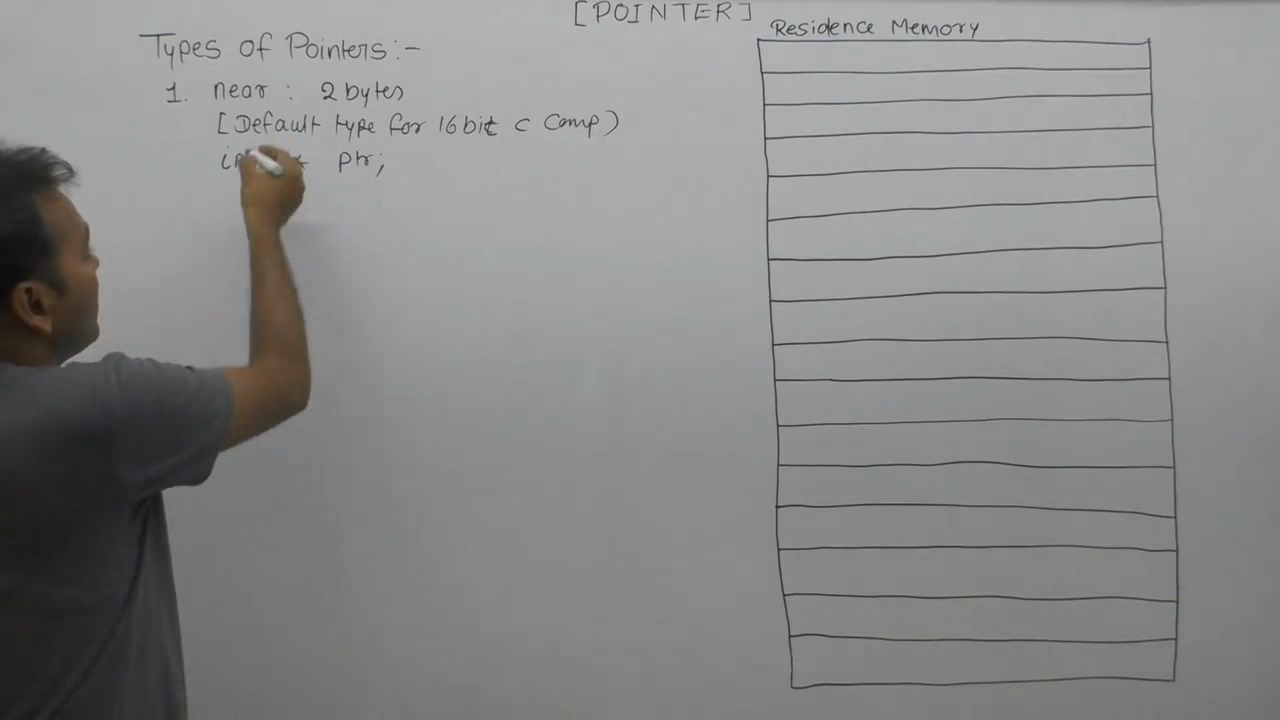 [POINTER]
Types of Pointers:-
1. near : 2 bytes
[Default type for 16 bit c comp)
ptr;
Residence Memory